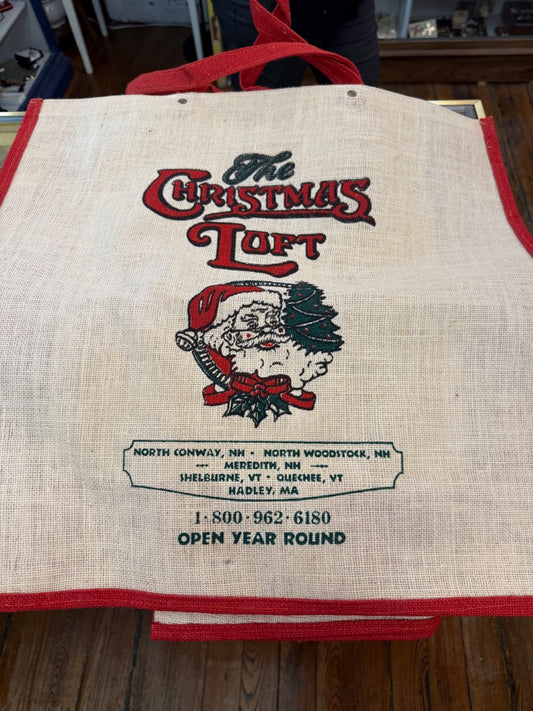 The
CHRISTMAS
LOFT
NORTH CONWAY, NH • NORTH WOODSTOCK, NH
MEREDITH, NH
SHELBURNE, VT • QUECHEE, VT
HADLEY, MA
1·800·962·6180
OPEN YEAR ROUND